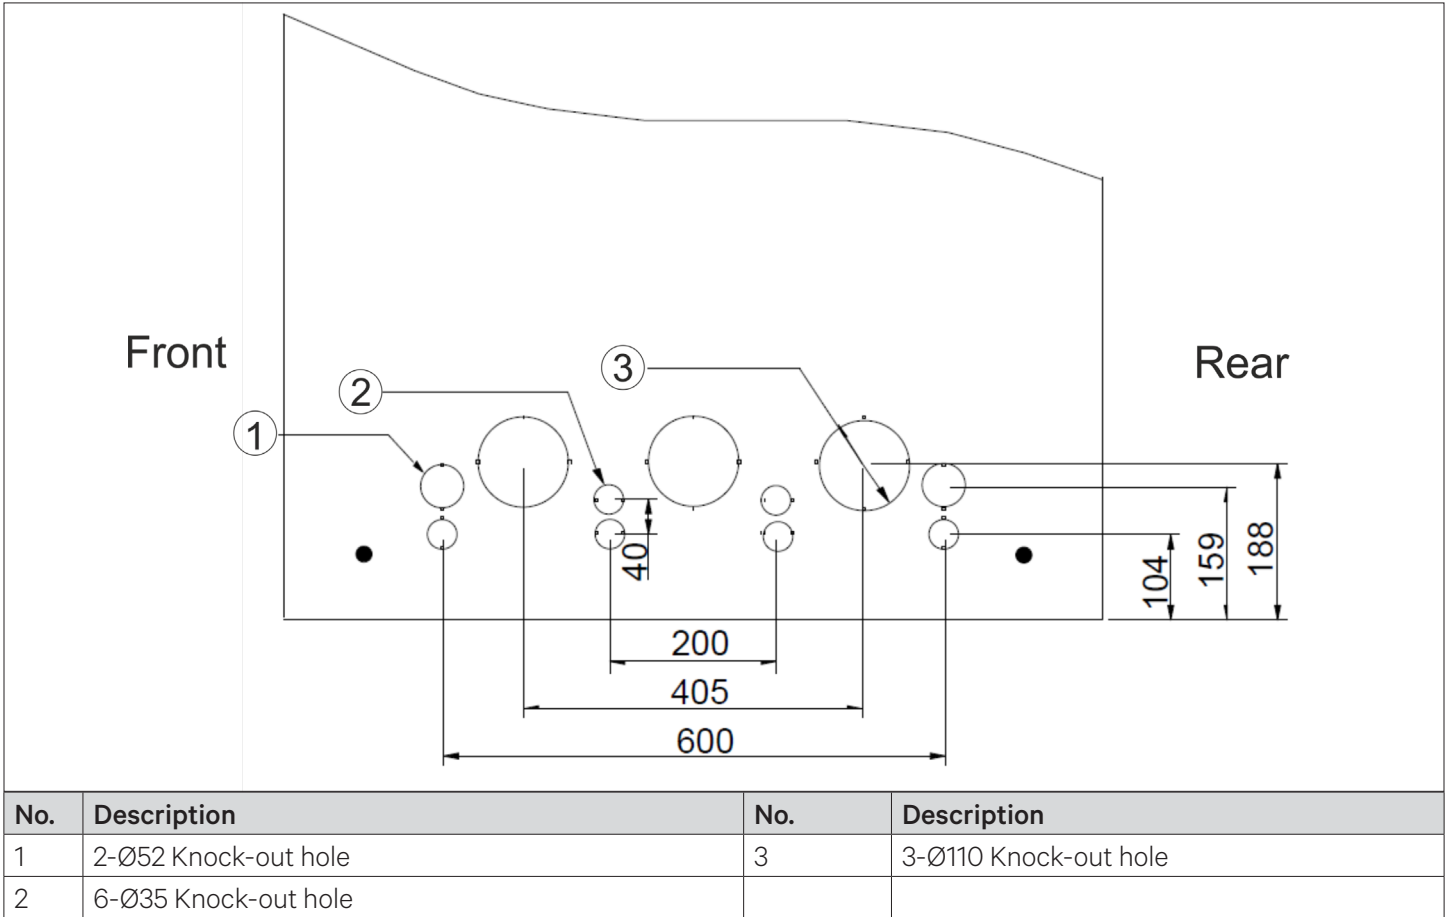 Front
Rear
3
2
1
40
104
159
188
200
405
600
No. Description No. Description
1 2-Ø52 Knock-out hole 3 3-Ø110 Knock-out hole
2 6-Ø35 Knock-out hole